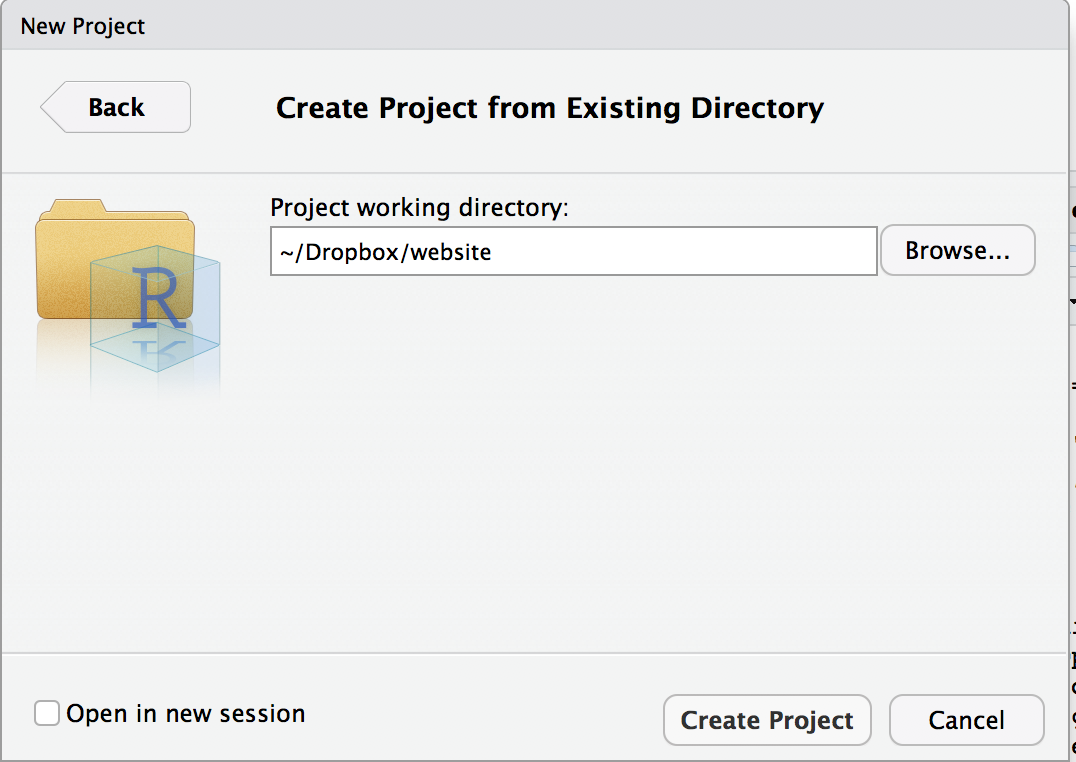 New Project
Back
Create Project from Existing Directory
Project working directory:
~/Dropbox/website
Browse...
R
Open in new session
Create Project
Cancel